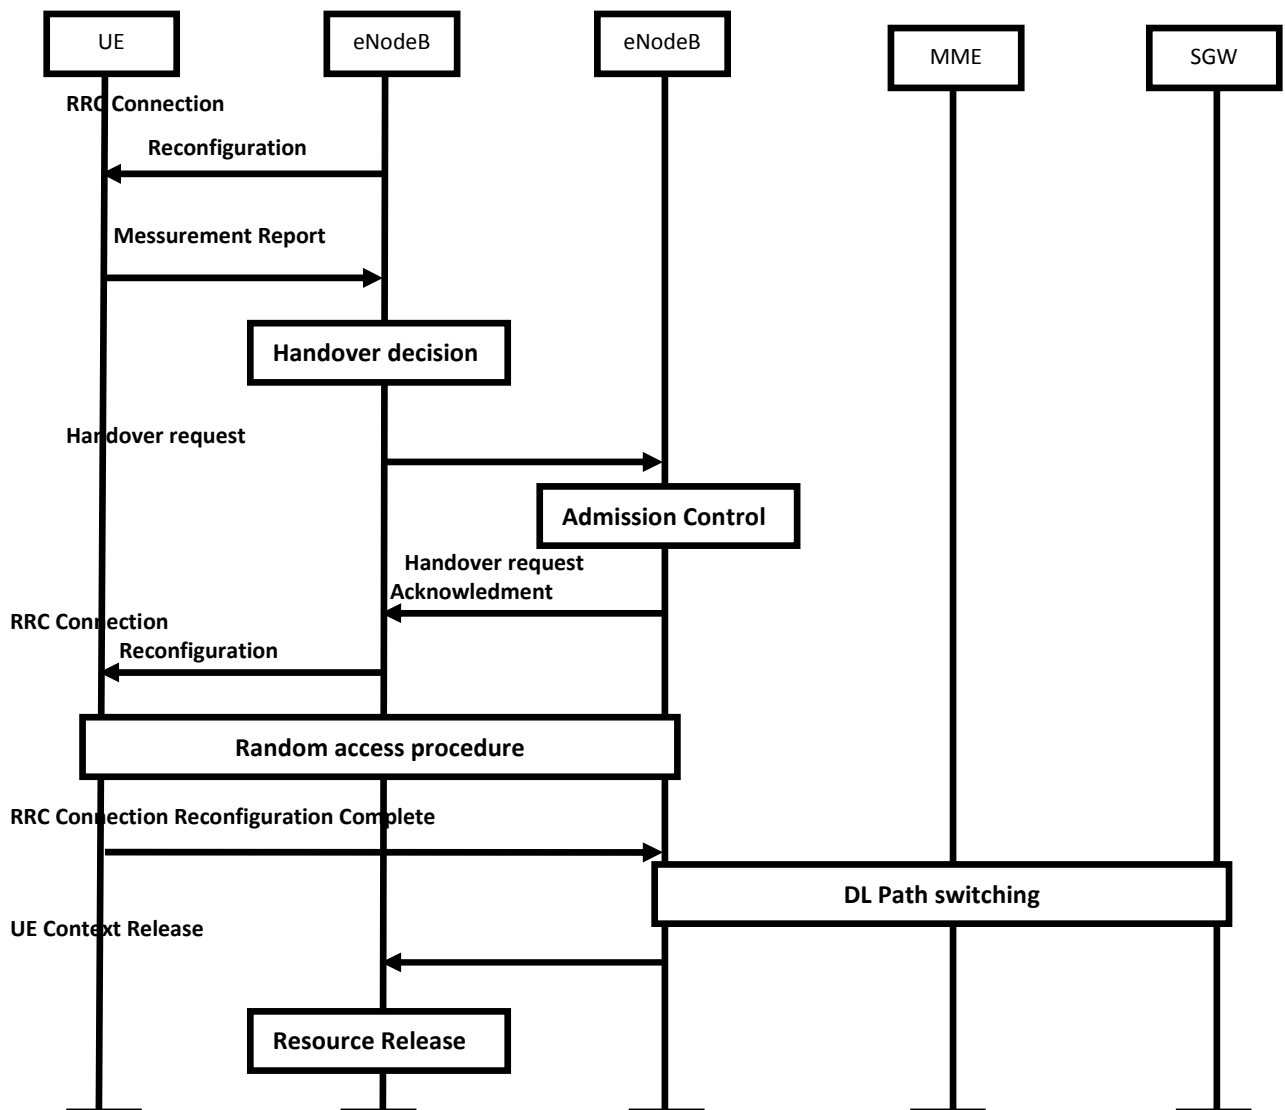 UE
eNodeB
eNodeB
MME
SGW
RRC Connection
Reconfiguration
Messurement Report
Handover decision
Handover request
Admission Control
Handover request
Acknowledment
RRC Connection
Reconfiguration
Random access procedure
RRC Connection Reconfiguration Complete
DL Path switching
UE Context Release
Resource Release